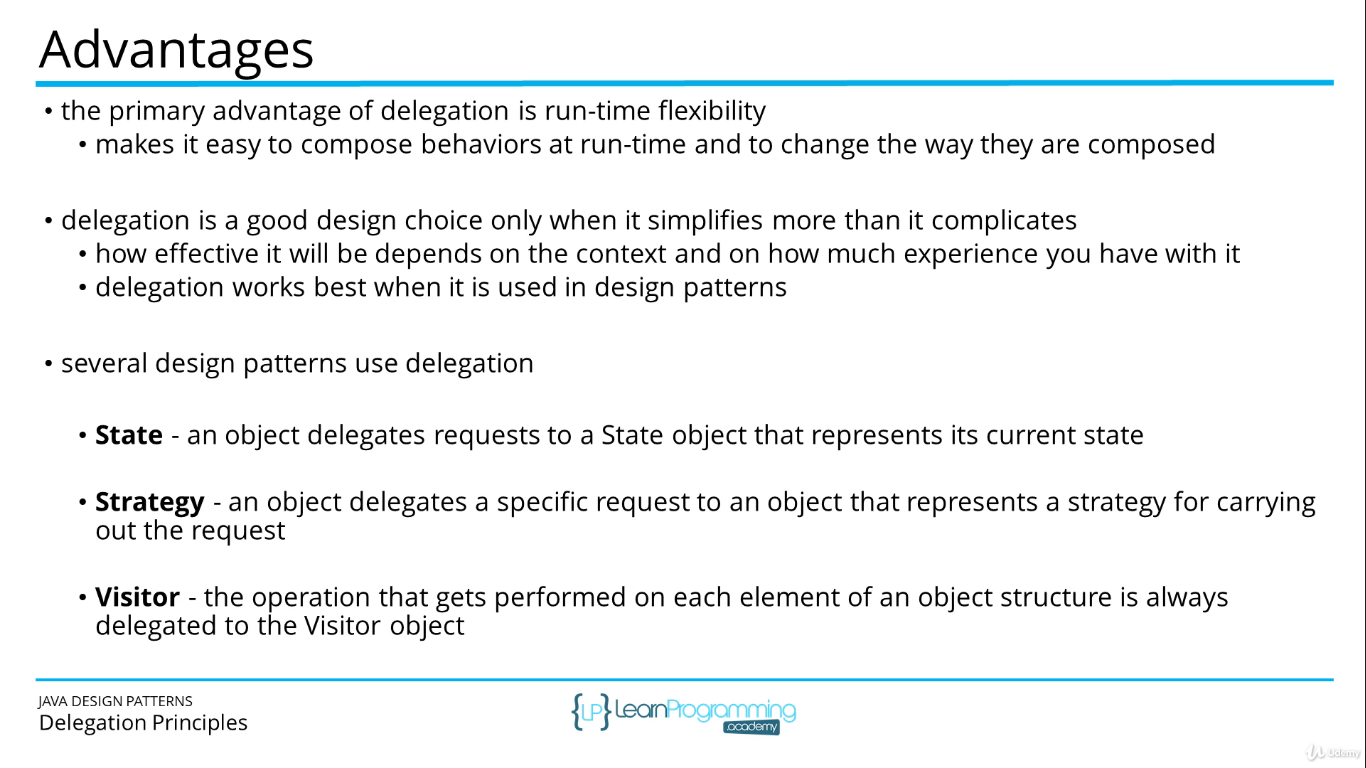 Advantages
• the primary advantage of delegation is run-time flexibility
• makes it easy to compose behaviors at run-time and to change the way they are composed
• delegation is a good design choice only when it simplifies more than it complicates
• how effective it will be depends on the context and on how much experience you have with it
• delegation works best when it is used in design patterns
• several design patterns use delegation
• State - an object delegates requests to a State object that represents its current state
• Strategy - an object delegates a specific request to an object that represents a strategy for carrying
out the request
• Visitor - the operation that gets performed on each element of an object structure is always
delegated to the Visitor object
JAVA DESIGN PATTERNS
Delegation Principles
{LP} LearnProgramming
.academy
Udemy